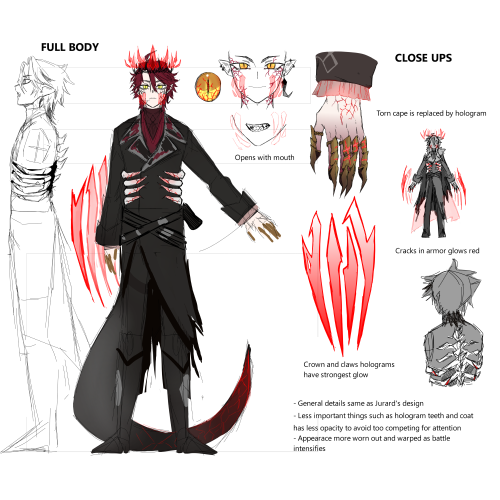 FULL BODY
CLOSE UPS
Torn cape is replaced by hologram
Opens with mouth
Cracks in armor glows red
Crown and claws holograms
have strongest glow
- General details same as Jurard's design
- Less important things such as hologram teeth and coat
has less opacity to avoid too competing for attention
- Appearace more worn out and warped as battle
intensifies